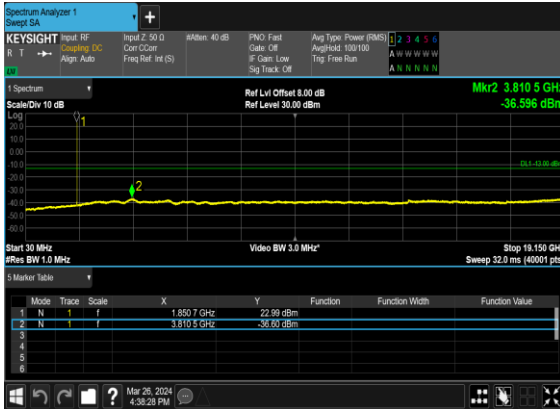 Spectrum Analyzer 1
Swept SA
+
KEYSIGHT Input: RF Input Z: 50 Ω #Atten: 40 dB PNO: Fast Avg Type: Power (RMS) 1 2 3 4 5 6
R T Coupling: DC Corr CCorr Gate: Off Avg|Hold: 100/100 A W W W W W
Align: Auto Freq Ref: Int (S) IF Gain: Low Trig: Free Run
Sig Track: Off A N N N N N
1 Spectrum Ref Lvl Offset 8.00 dB Mkr2 3.810 5 GHz
Scale/Div 10 dB Ref Level 30.00 dBm -36.596 dBm
Log
20.0
10.0
0.00
-10.0
-20.0
-30.0
-40.0
-50.0
-60.0
1
2
DL1 -13.00 dBm
Start 30 MHz Video BW 3.0 MHz* Stop 19.150 GHz
#Res BW 1.0 MHz Sweep 32.0 ms (40001 pts)
5 Marker Table
Mode Trace Scale X Y Function Function Width Function Value
1 N 1 f 1.850 7 GHz 22.99 dBm
2 N 1 f 3.810 5 GHz -36.60 dBm
3
4
5
6
? Mar 26, 2024
4:38:28 PM